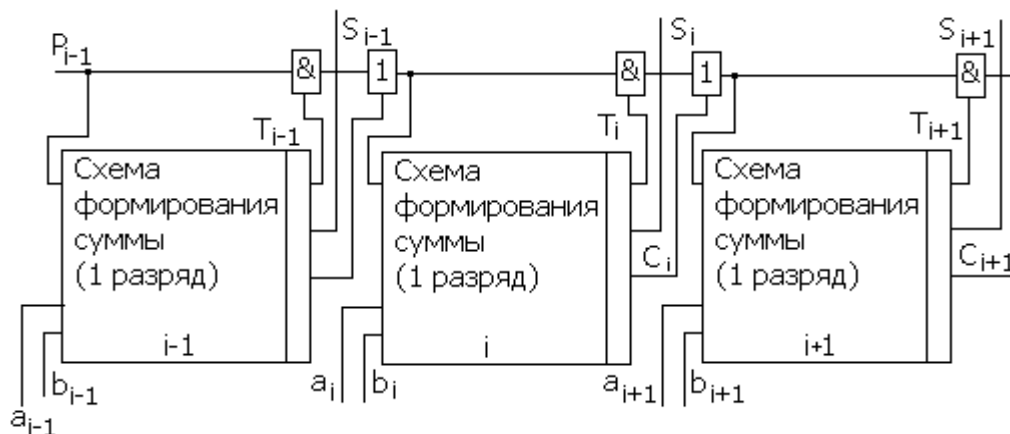 S i-1 S i S i+1
P i-1 & 1 & 1 &
T i-1 T i T i+1
Схема Схема Схема
формирования формирования формирования
суммы суммы суммы
(1 разряд) C i (1 разряд) (1 разряд) C i+1
i-1 i i+1
b i-1 a i b i a i+1 b i+1
a i-1